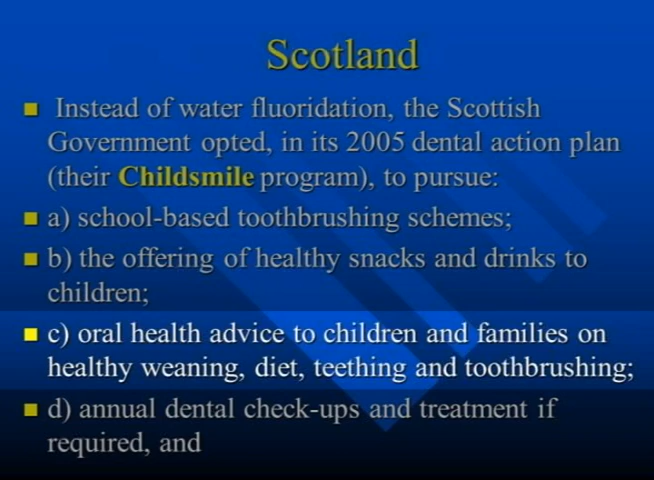 Scotland
Instead of water fluoridation, the Scottish
Government opted, in its 2005 dental action plan
(their Childsmile program), to pursue:
a) school-based toothbrushing schemes;
b) the offering of healthy snacks and drinks to
children;
c) oral health advice to children and families on
healthy weaning, diet, teething and toothbrushing;
d) annual dental check-ups and treatment if
required, and